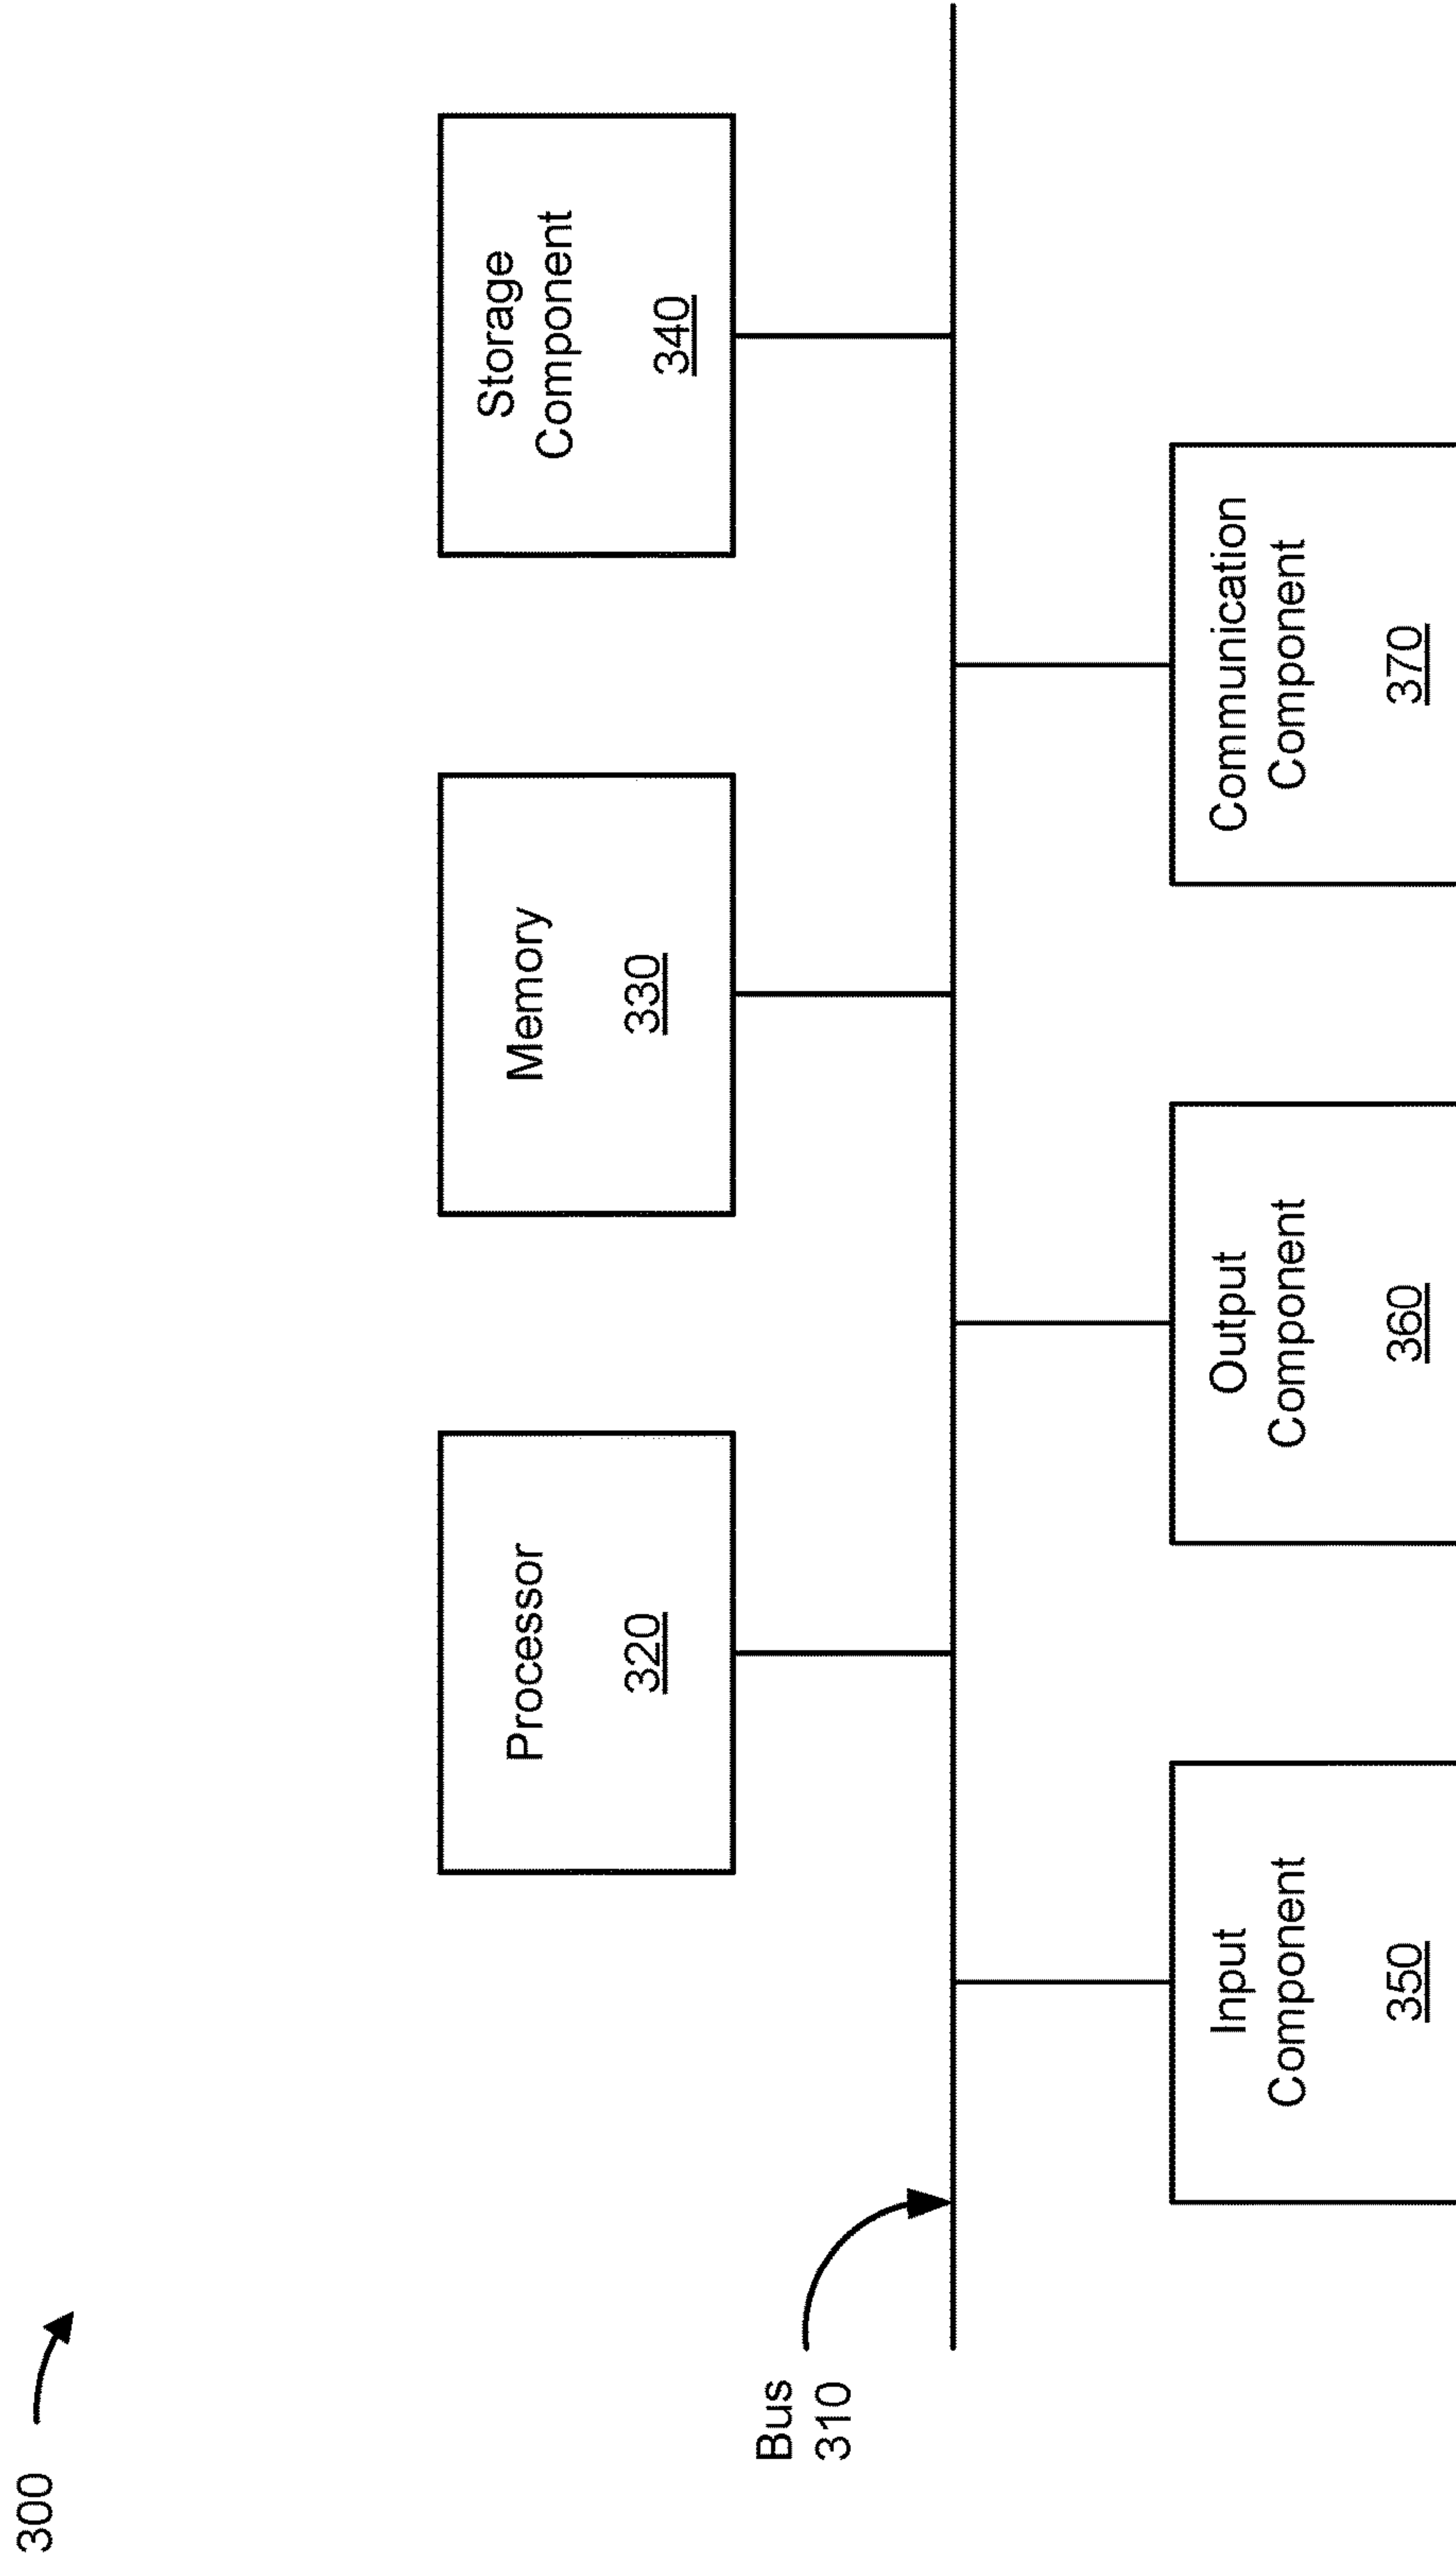 300
Processor
320
Memory
330
Storage
Component
340
Bus
310
Input
Component
350
Output
Component
360
Communication
Component
370